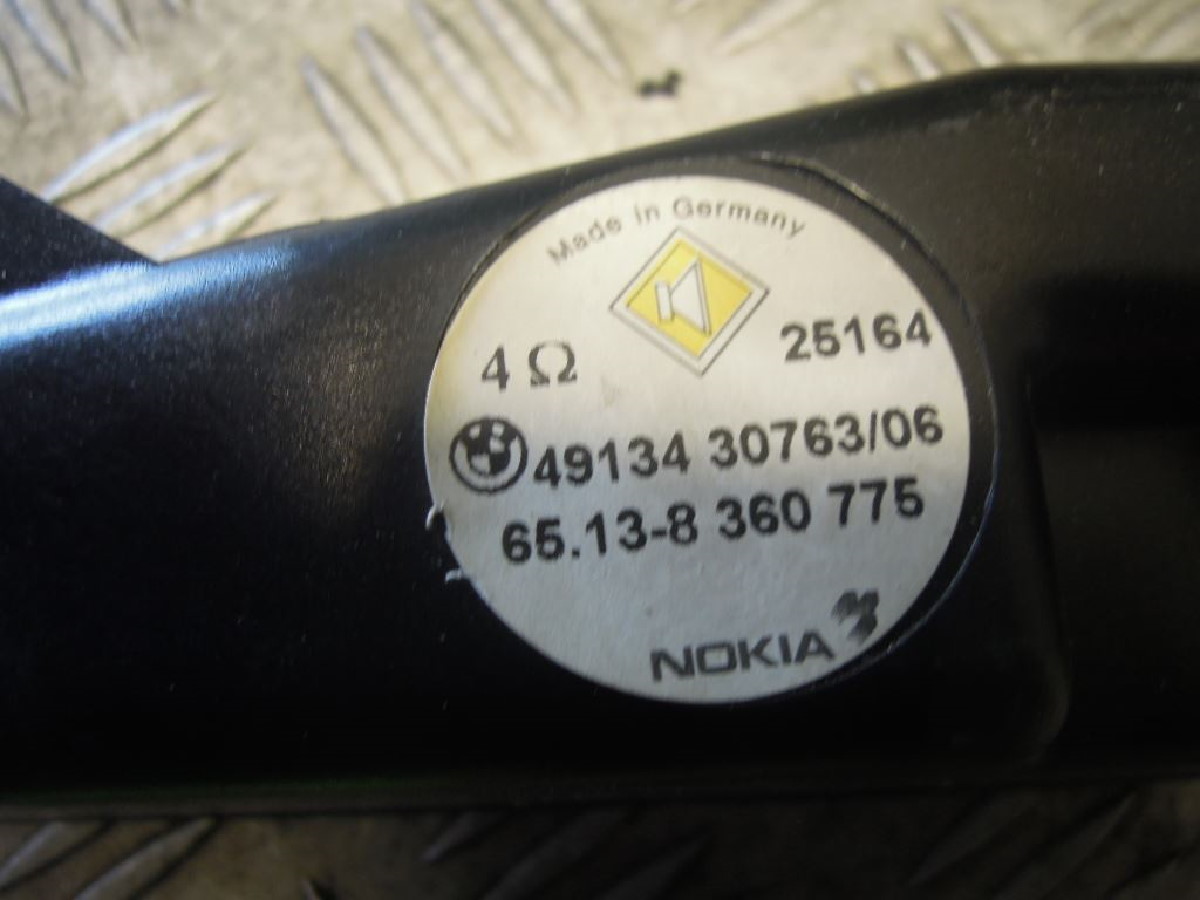 Made in Germany
4 Ω
25164
49134 30763/06
65.13-8 360 775
NOKIA